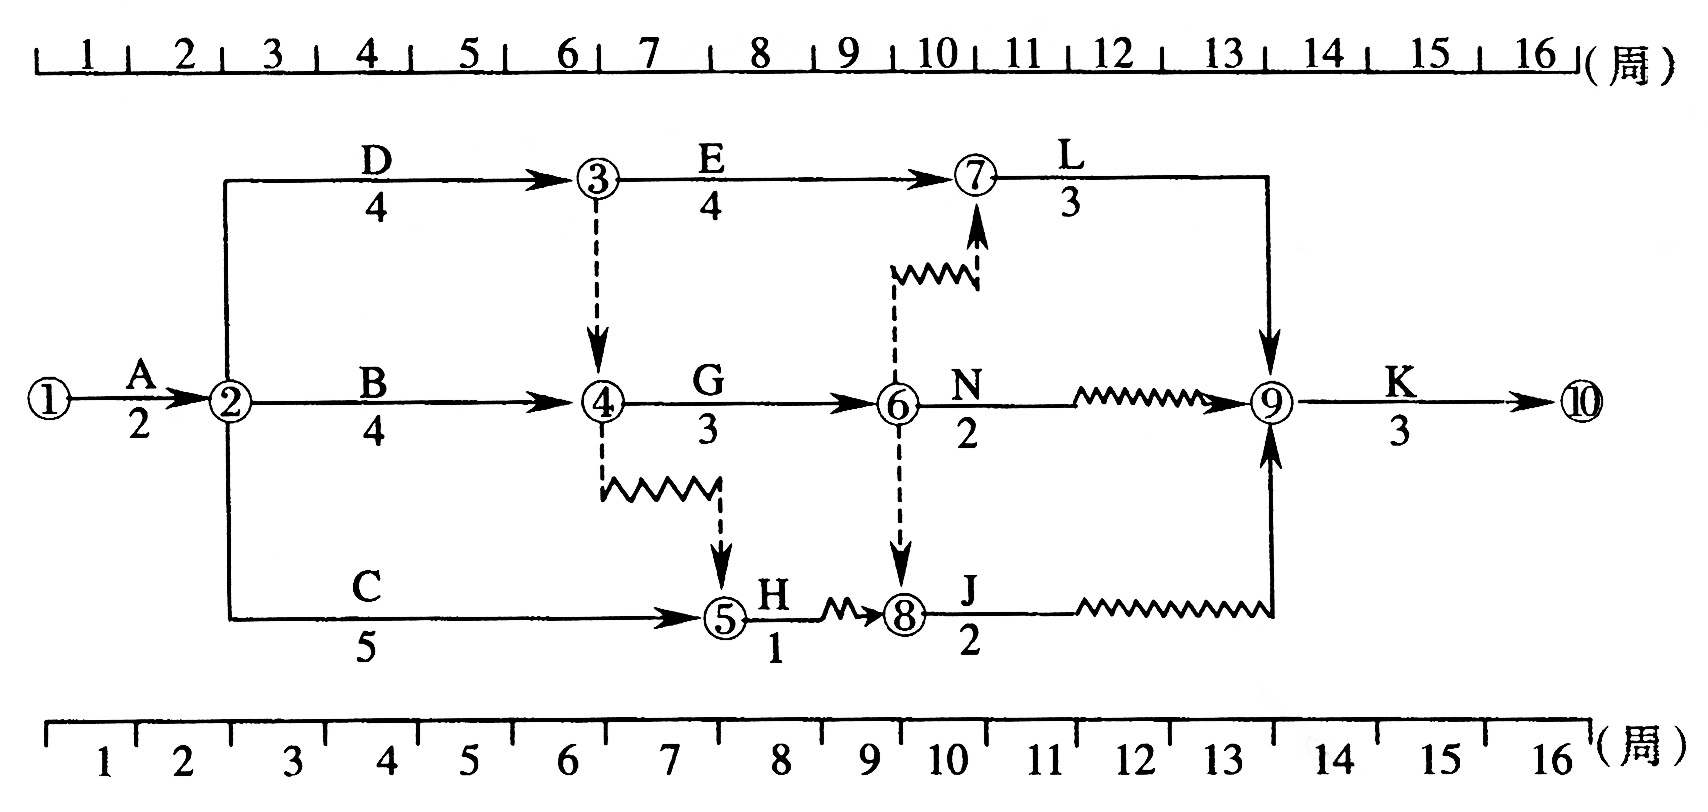 1 2 3 4 5 6 7 8 9 10 11 12 13 14 15 16 (周)
D E L
③ ⑦
4 4 3
A B G N K
① ② ④ ⑥ ⑨ ⑩
2 4 3 2 3
C H J
⑤ ⑧
5 1 2
1 2 3 4 5 6 7 8 9 10 11 12 13 14 15 16 (周)